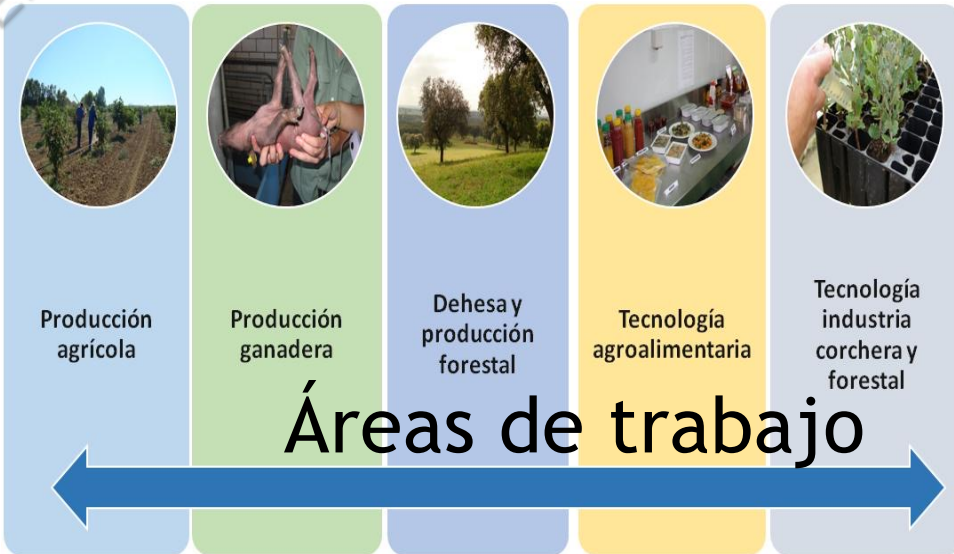 Producción
agrícola
Producción
ganadera
Dehesa y
producción
forestal
Tecnología
agroalimentaria
Tecnología
industria
corchera y
forestal
Áreas de trabajo